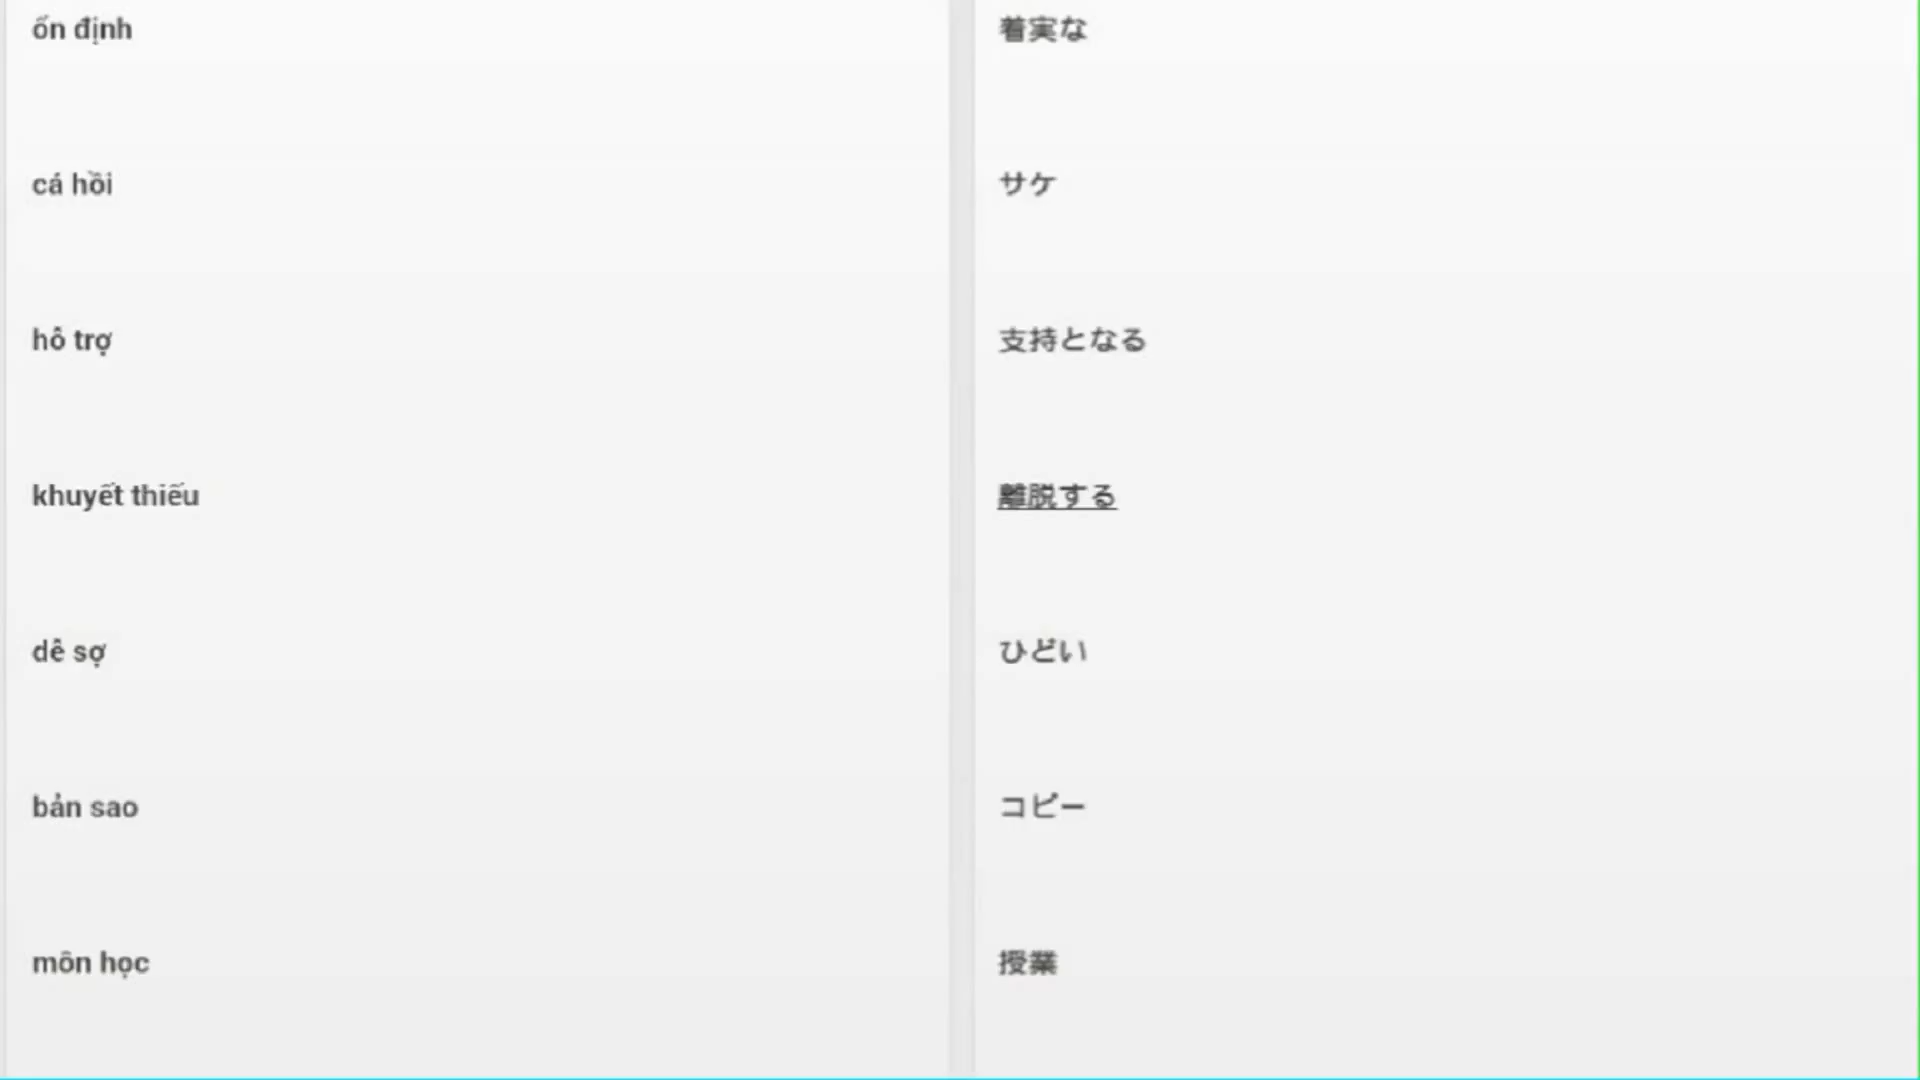 ổn định
着実な
cá hồi
サケ
hỗ trợ
支持となる
khuyết thiếu
離脱する
dễ sợ
ひどい
bản sao
コピー
môn học
授業